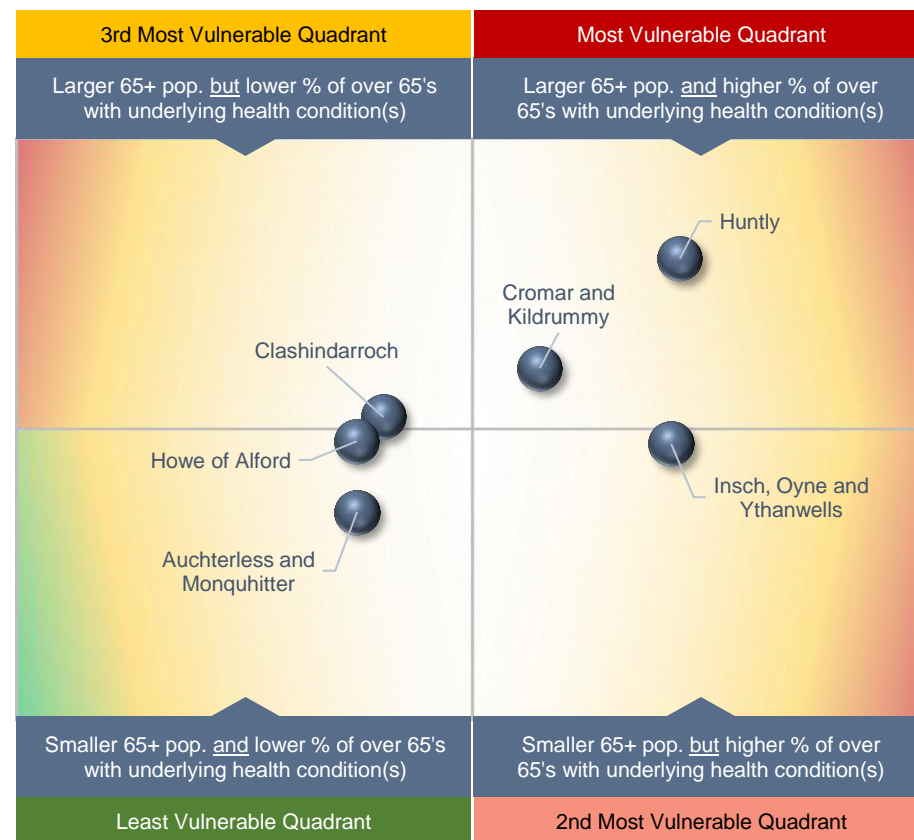 3rd Most Vulnerable Quadrant
Most Vulnerable Quadrant
Larger 65+ pop. but lower % of over 65's
with underlying health condition(s)
Larger 65+ pop. and higher % of over
65's with underlying health condition(s)
Huntly
Cromar and
Kildrummy
Clashindarroch
Howe of Alford
Insch, Oyne and
Ythanwells
Auchterless and
Monquhitter
Smaller 65+ pop. and lower % of over 65's
with underlying health condition(s)
Smaller 65+ pop. but higher % of over
65's with underlying health condition(s)
Least Vulnerable Quadrant
2nd Most Vulnerable Quadrant